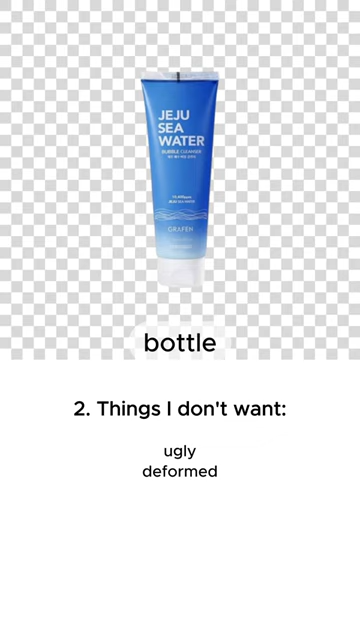 JEJU
SEA
WATER
BUBBLE CLEANSER
GRAFEN
bottle
2. Things I don't want:
ugly
deformed